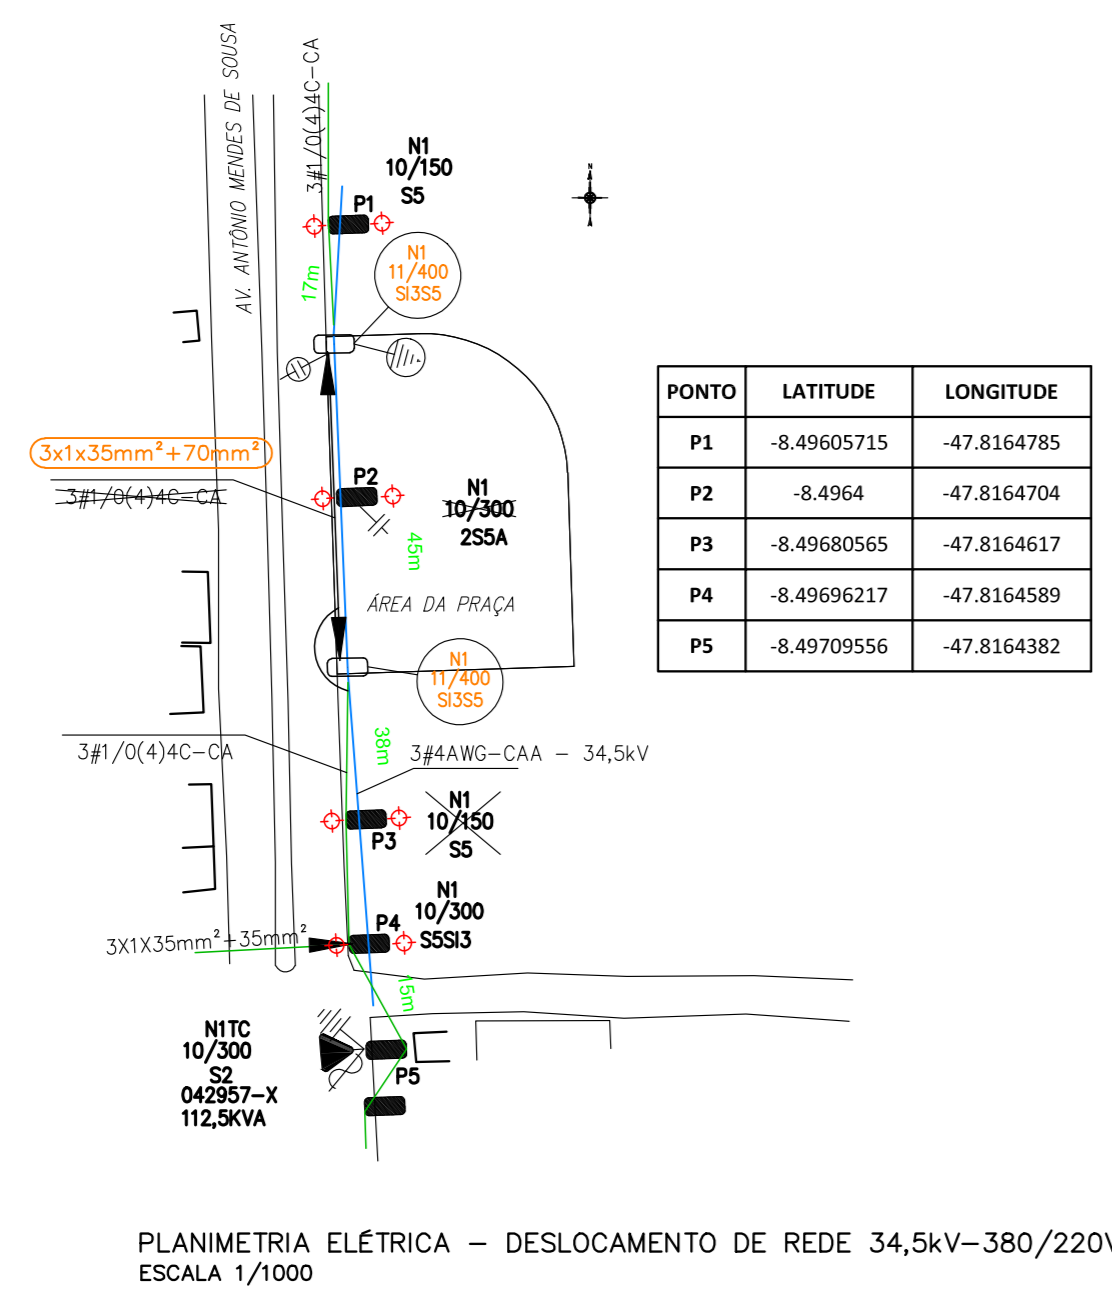 AV. ANTÔNIO MENDES DE SOUSA
3#1/0(4)4C-CA
N1
10/150
S5
P1
N
17m
N1
11/400
SI3S5
3x1x35mm²+70mm²
3#1/0(4)4C-CA
P2
N1
10/300
2S5A
45m
ÁREA DA PRAÇA
N1
11/400
SI3S5
3#1/0(4)4C-CA
38m
3#4AWG-CAA - 34,5kV
N1
10/150
S5
P3
N1
10/300
S5SI3
P4
3X1X35mm²+35mm²
15m
N1TC
10/300
S2
042957-X
112,5KVA
P5
PONTO LATITUDE LONGITUDE
P1 -8.49605715 -47.8164785
P2 -8.4964 -47.8164704
P3 -8.49680565 -47.8164617
P4 -8.49696217 -47.8164589
P5 -8.49709556 -47.8164382
PLANIMETRIA ELÉTRICA - DESLOCAMENTO DE REDE 34,5kV-380/220V
ESCALA 1/1000